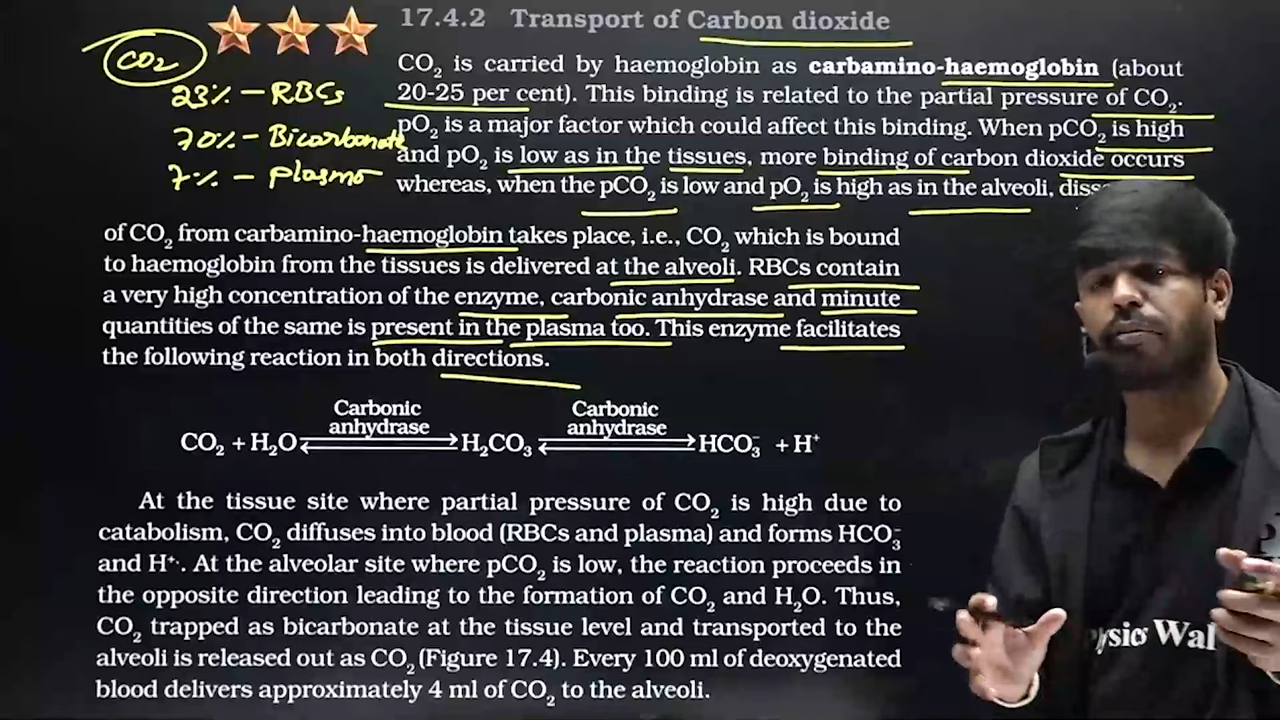 17.4.2 Transport of Carbon dioxide
CO2
23% – RBCs
70% – Bicarbonate
7% – Plasma
CO₂ is carried by haemoglobin as carbamino-haemoglobin (about
20-25 per cent). This binding is related to the partial pressure of CO₂.
pO₂ is a major factor which could affect this binding. When pCO₂ is high
and pO₂ is low as in the tissues, more binding of carbon dioxide occurs
whereas, when the pCO₂ is low and pO₂ is high as in the alveoli,
of CO₂ from carbamino-haemoglobin takes place, i.e., CO₂ which is bound
to haemoglobin from the tissues is delivered at the alveoli. RBCs contain
a very high concentration of the enzyme, carbonic anhydrase and minute
quantities of the same is present in the plasma too. This enzyme facilitates
the following reaction in both directions.
Carbonic anhydrase Carbonic anhydrase
CO₂ + H₂O ⇌ H₂CO₃ ⇌ HCO₃⁻ + H⁺
At the tissue site where partial pressure of CO₂ is high due to
catabolism, CO₂ diffuses into blood (RBCs and plasma) and forms HCO₃⁻
and H⁺. At the alveolar site where pCO₂ is low, the reaction proceeds in
the opposite direction leading to the formation of CO₂ and H₂O. Thus,
CO₂ trapped as bicarbonate at the tissue level and transported to the
alveoli is released out as CO₂ (Figure 17.4). Every 100 ml of deoxygenated
blood delivers approximately 4 ml of CO₂ to the alveoli.